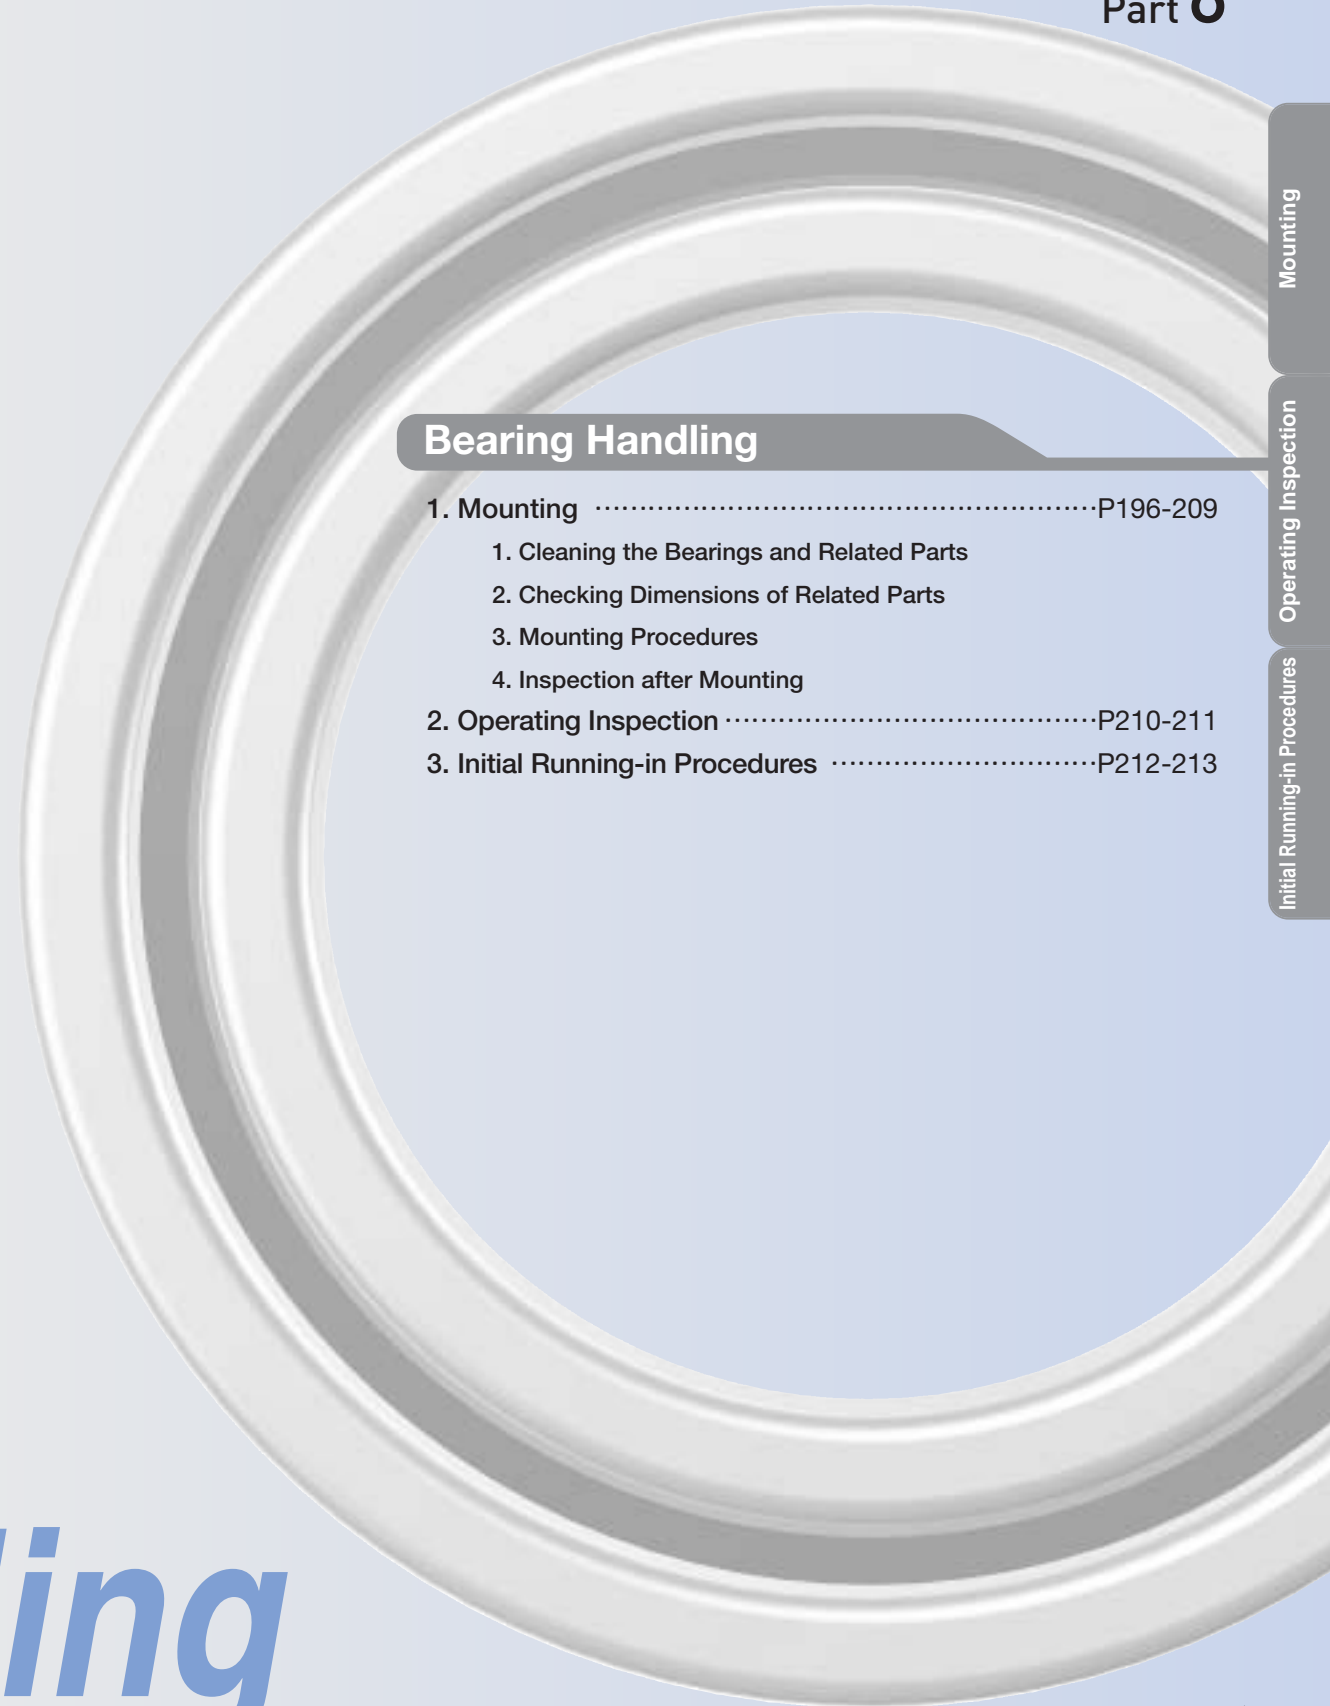 Part
Mounting
Operating Inspection
Initial Running-in Procedures
Bearing Handling
1. Mounting ........................................................P196-209
1. Cleaning the Bearings and Related Parts
2. Checking Dimensions of Related Parts
3. Mounting Procedures
4. Inspection after Mounting
2. Operating Inspection ..........................................P210-211
3. Initial Running-in Procedures ..............................P212-213
ling